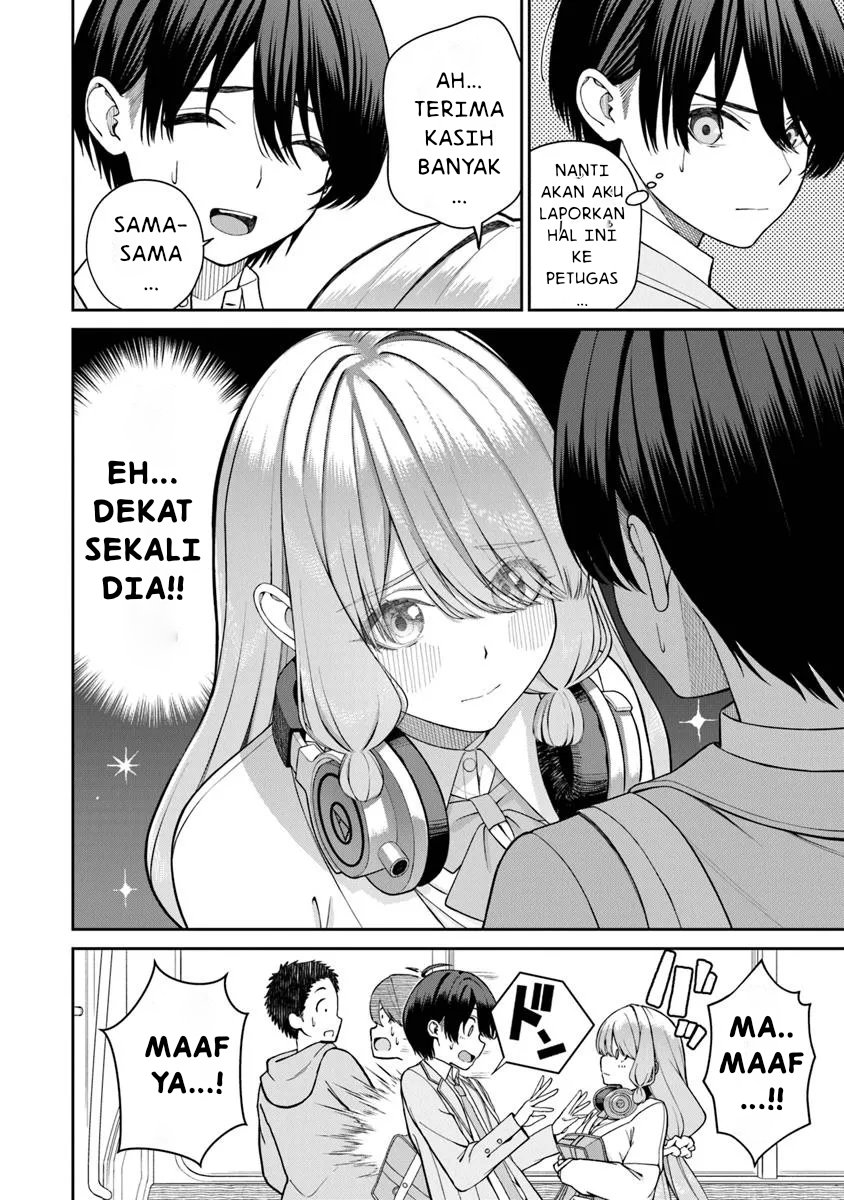 NANTI
AKAN AKU
LAPORKAN
HAL INI
KE
PETUGAS
...
AH...
TERIMA
KASIH
BANYAK
...
SAMA-
SAMA
...
EH...
DEKAT
SEKALI
DIA!!
MA..
MAAF
...!!
ドン
MAAF
YA...!